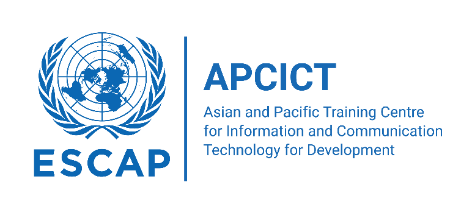 ESCAP
APCICT
Asian and Pacific Training Centre
for Information and Communication
Technology for Development